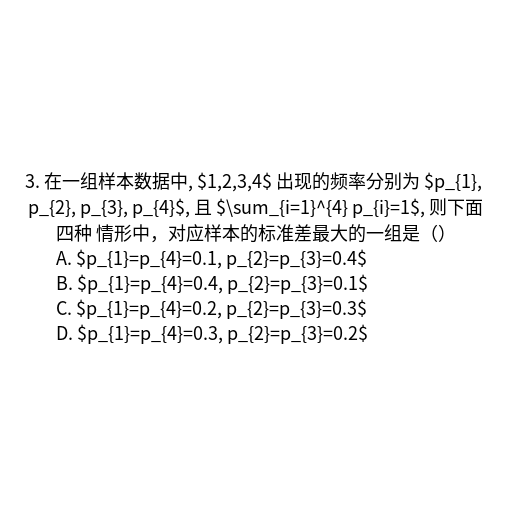 3. 在一组样本数据中, $1,2,3,4$ 出现的频率分别为 $p_{1},
p_{2}, p_{3}, p_{4}$, 且 $\sum_{i=1}^{4} p_{i}=1$, 则下面
四种 情形中，对应样本的标准差最大的一组是（）
A. $p_{1}=p_{4}=0.1, p_{2}=p_{3}=0.4$
B. $p_{1}=p_{4}=0.4, p_{2}=p_{3}=0.1$
C. $p_{1}=p_{4}=0.2, p_{2}=p_{3}=0.3$
D. $p_{1}=p_{4}=0.3, p_{2}=p_{3}=0.2$